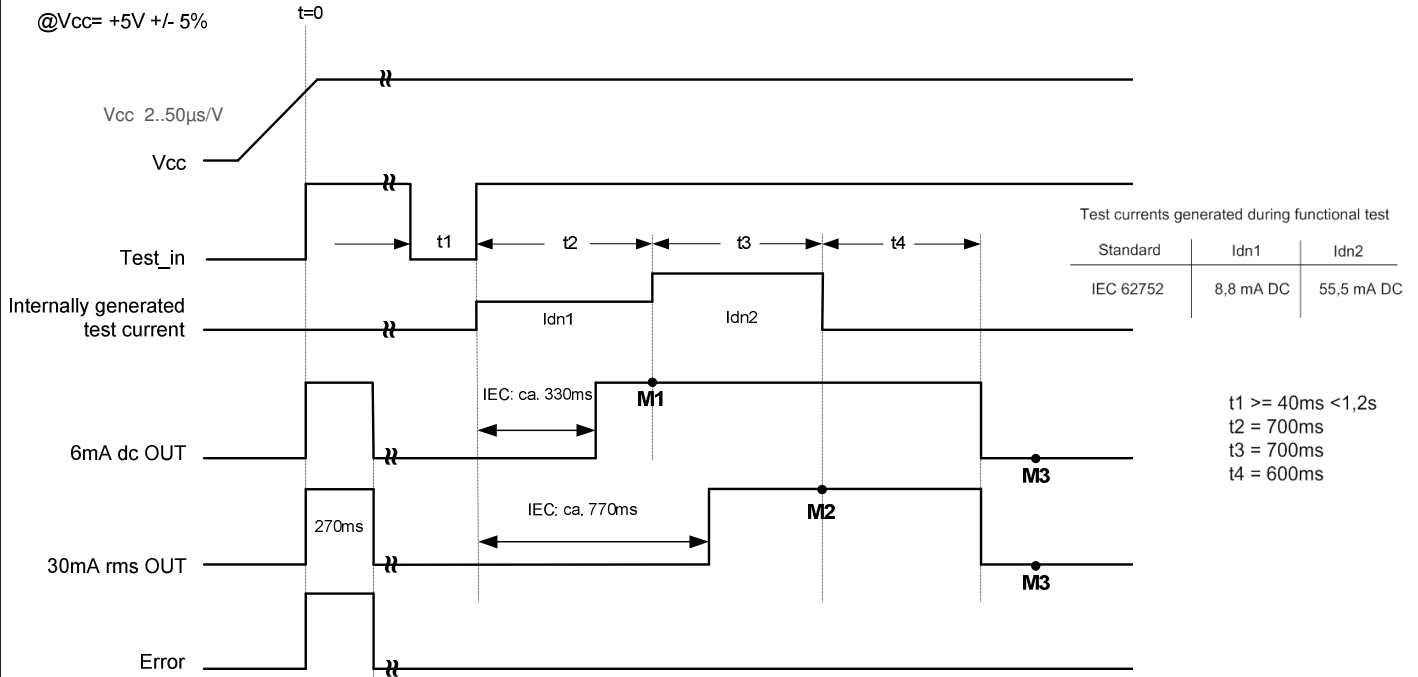 @Vcc= +5V +/- 5%
t=0
Vcc 2..50µs/V
Vcc
Test_in
t1
t2
t3
t4
Test currents generated during functional test
Standard Idn1 Idn2
IEC 62752 8,8 mA DC 55,5 mA DC
Internally generated
test current
Idn1
Idn2
IEC: ca. 330ms
M1
6mA dc OUT
M3
t1 >= 40ms <1,2s
t2 = 700ms
t3 = 700ms
t4 = 600ms
270ms
IEC: ca. 770ms
M2
30mA rms OUT
M3
Error